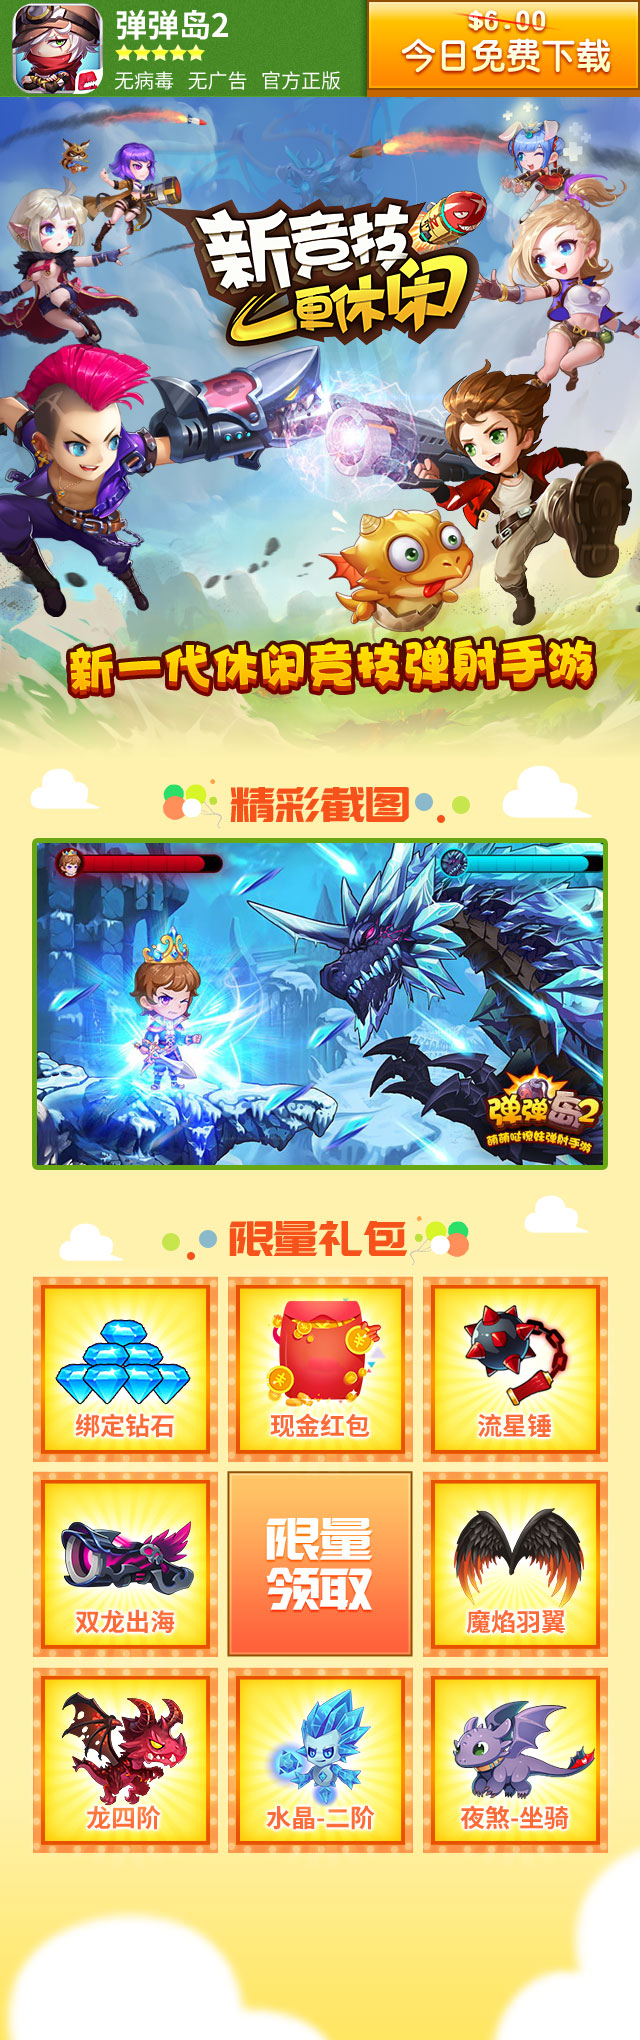 弹弹岛2
无病毒 无广告 官方正版
$6.00
今日免费下载
新竞技
更休闲
新一代休闲竞技弹射手游
精彩截图
弹弹岛2
萌萌哒恨娃弹射手游
限量礼包
绑定钻石
现金红包
流星锤
双龙出海
限量
领取
魔焰羽翼
龙四阶
水晶-二阶
夜煞-坐骑